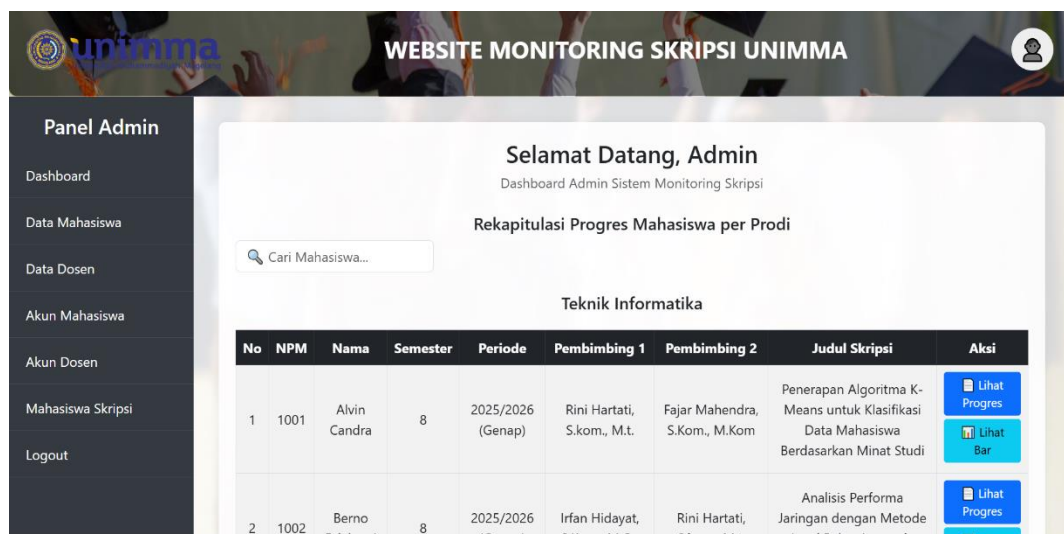 unimma
WEBSITE MONITORING SKRIPSI UNIMMA
Panel Admin
Dashboard
Data Mahasiswa
Data Dosen
Akun Mahasiswa
Akun Dosen
Mahasiswa Skripsi
Logout
Selamat Datang, Admin
Dashboard Admin Sistem Monitoring Skripsi
Rekapitulasi Progres Mahasiswa per Prodi
Cari Mahasiswa...
Teknik Informatika
No NPM Nama Semester Periode Pembimbing 1 Pembimbing 2 Judul Skripsi Aksi
1 1001 Alvin Candra 8 2025/2026 (Genap) Rini Hartati, S.kom., M.t. Fajar Mahendra, S.Kom., M.Kom
Penerapan Algoritma K-
Means untuk Klasifikasi
Data Mahasiswa
Berdasarkan Minat Studi
Lihat
Progres
Lihat
Bar
2 1002 Berno 8 2025/2026 Irfan Hidayat, Rini Hartati,
Analisis Performa
Jaringan dengan Metode
Lihat
Progres